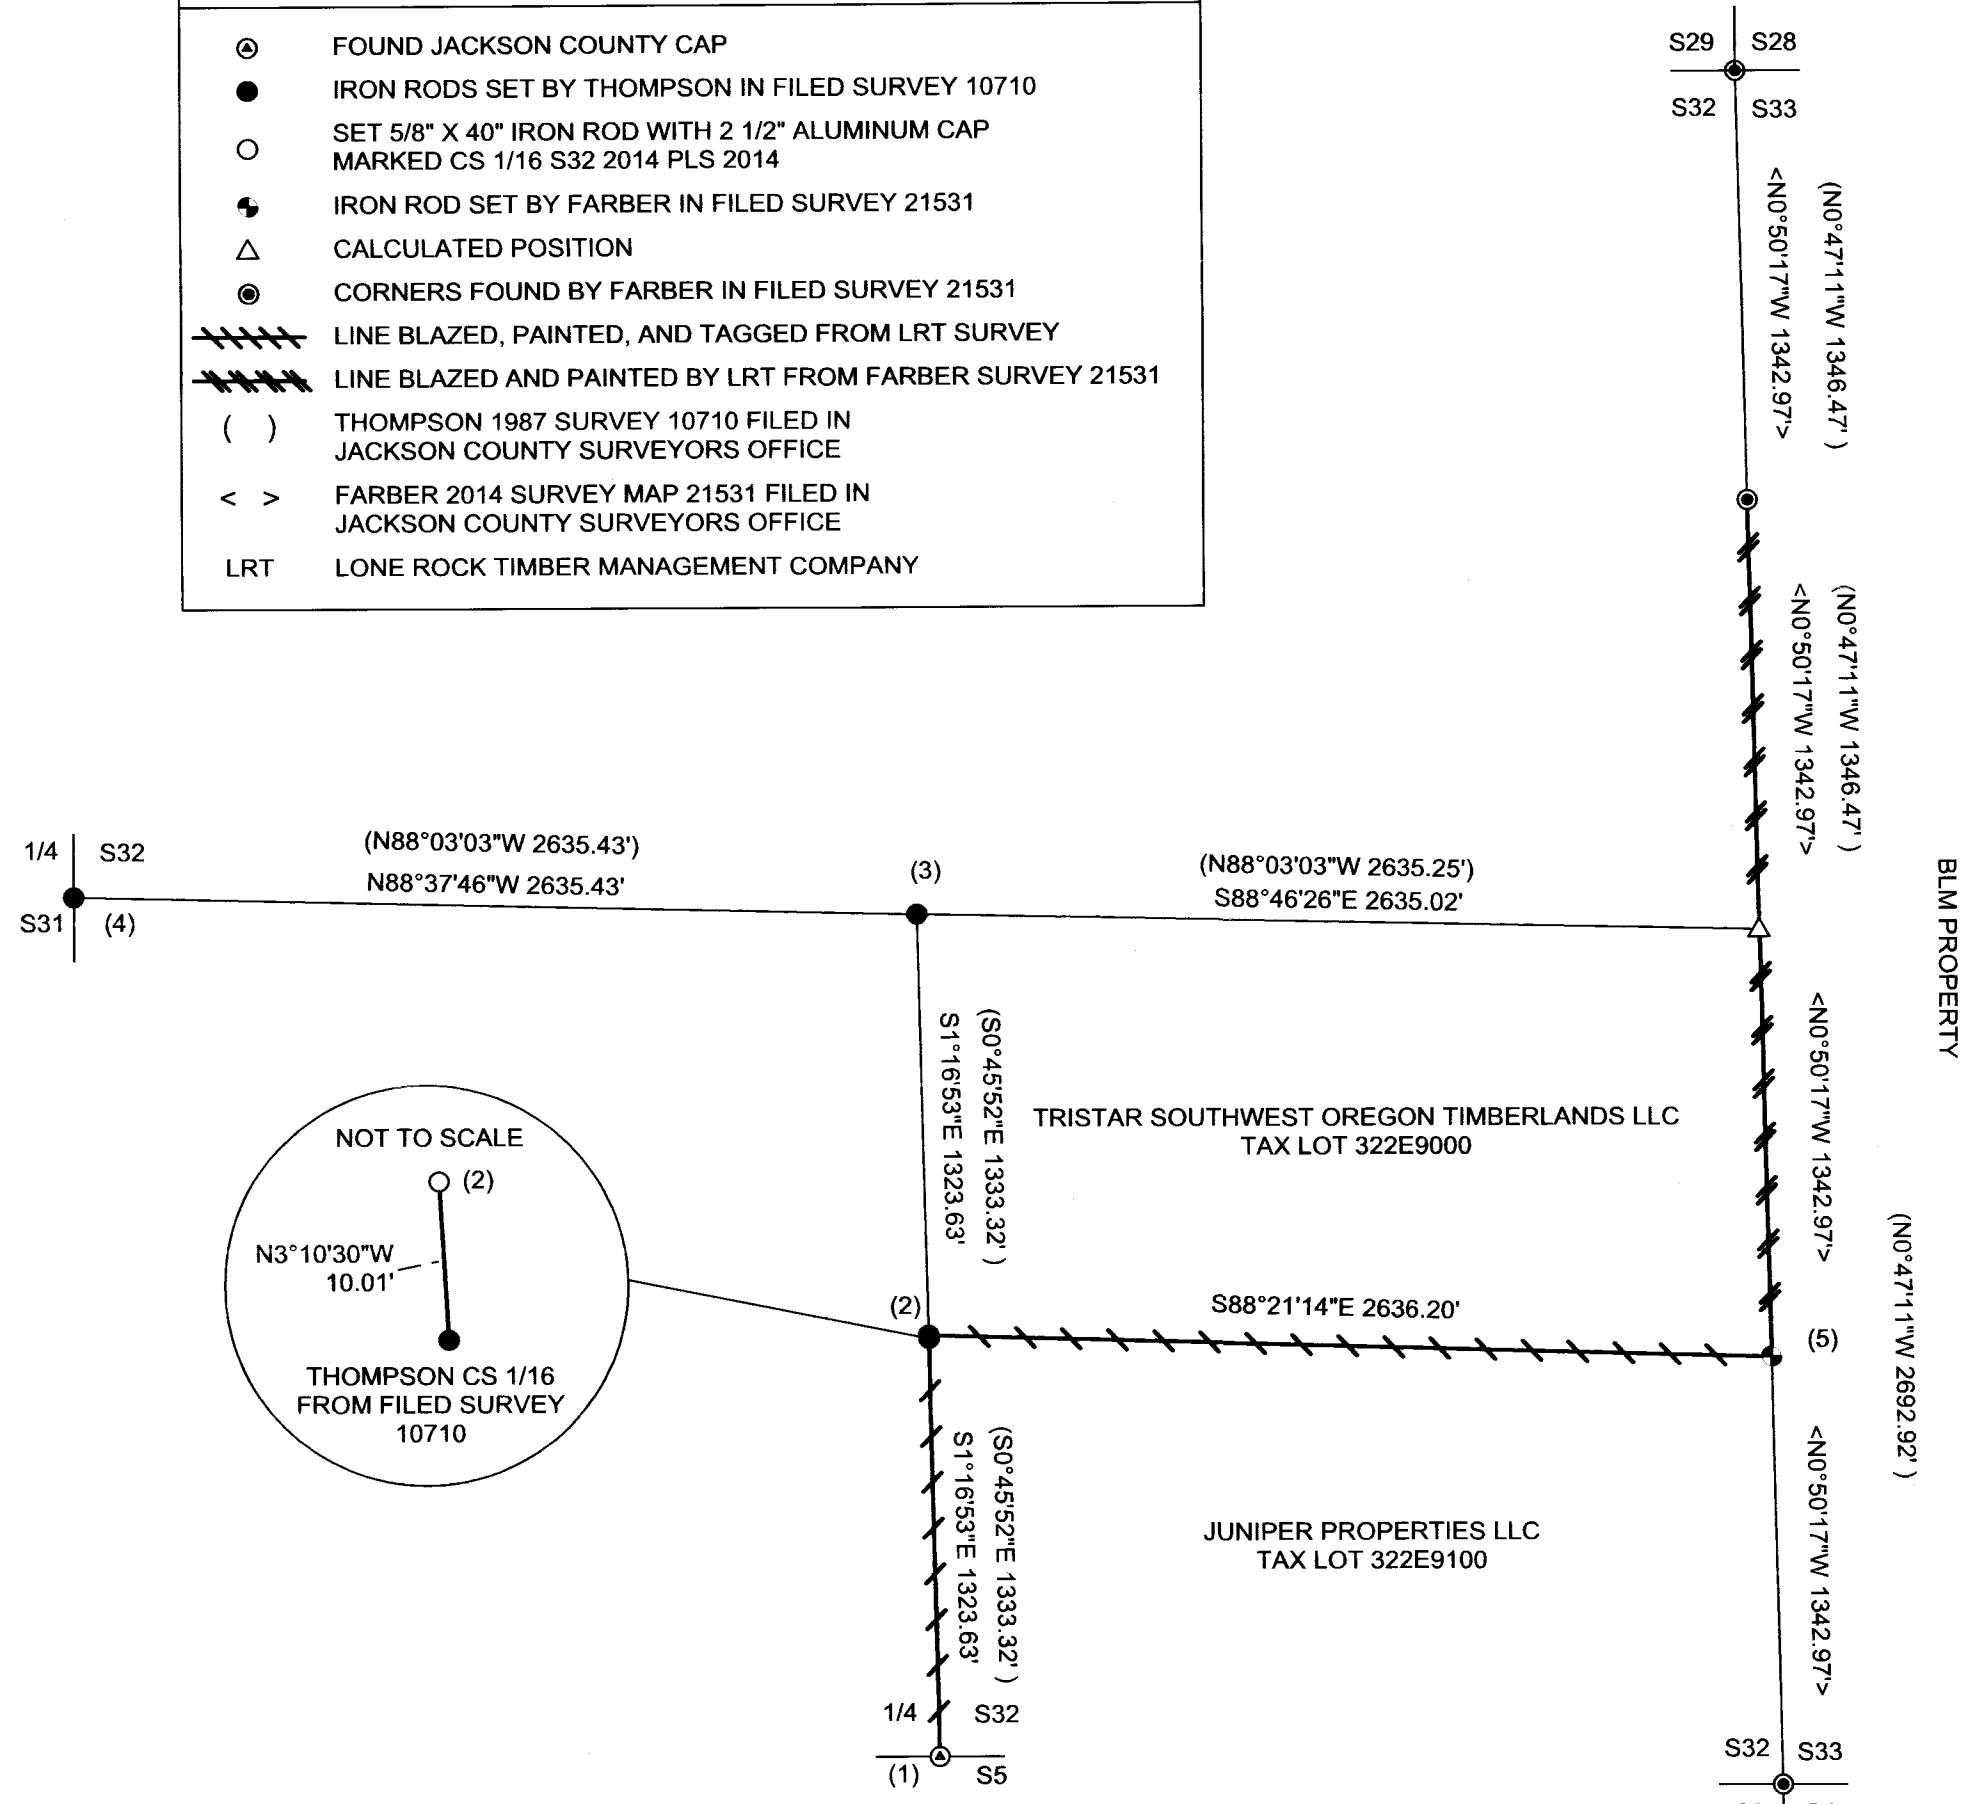 FOUND JACKSON COUNTY CAP
IRON RODS SET BY THOMPSON IN FILED SURVEY 10710
SET 5/8" X 40" IRON ROD WITH 2 1/2" ALUMINUM CAP
MARKED CS 1/16 S32 2014 PLS 2014
IRON ROD SET BY FARBER IN FILED SURVEY 21531
CALCULATED POSITION
CORNERS FOUND BY FARBER IN FILED SURVEY 21531
LINE BLAZED, PAINTED, AND TAGGED FROM LRT SURVEY
LINE BLAZED AND PAINTED BY LRT FROM FARBER SURVEY 21531
( ) THOMPSON 1987 SURVEY 10710 FILED IN
JACKSON COUNTY SURVEYORS OFFICE
< > FARBER 2014 SURVEY MAP 21531 FILED IN
JACKSON COUNTY SURVEYORS OFFICE
LRT LONE ROCK TIMBER MANAGEMENT COMPANY
S29 S28
S32 S33
<N0°50'17"W 1342.97'>
(N0°47'11"W 1346.47' )
<N0°50'17"W 1342.97'>
(N0°47'11"W 1346.47' )
BLM PROPERTY
1/4 S32
S31 (4)
(N88°03'03"W 2635.43')
N88°37'46"W 2635.43'
(3)
(N88°03'03"W 2635.25')
S88°46'26"E 2635.02'
S1°16'53"E 1323.63'
(S0°45'52"E 1333.32' )
TRISTAR SOUTHWEST OREGON TIMBERLANDS LLC
TAX LOT 322E9000
<N0°50'17"W 1342.97'>
(N0°47'11"W 2692.92' )
NOT TO SCALE
(2)
N3°10'30"W
10.01'
THOMPSON CS 1/16
FROM FILED SURVEY
10710
(2)
S88°21'14"E 2636.20'
(5)
S1°16'53"E 1323.63'
(S0°45'52"E 1333.32' )
JUNIPER PROPERTIES LLC
TAX LOT 322E9100
<N0°50'17"W 1342.97'>
1/4 S32
(1) S5
S32 S33